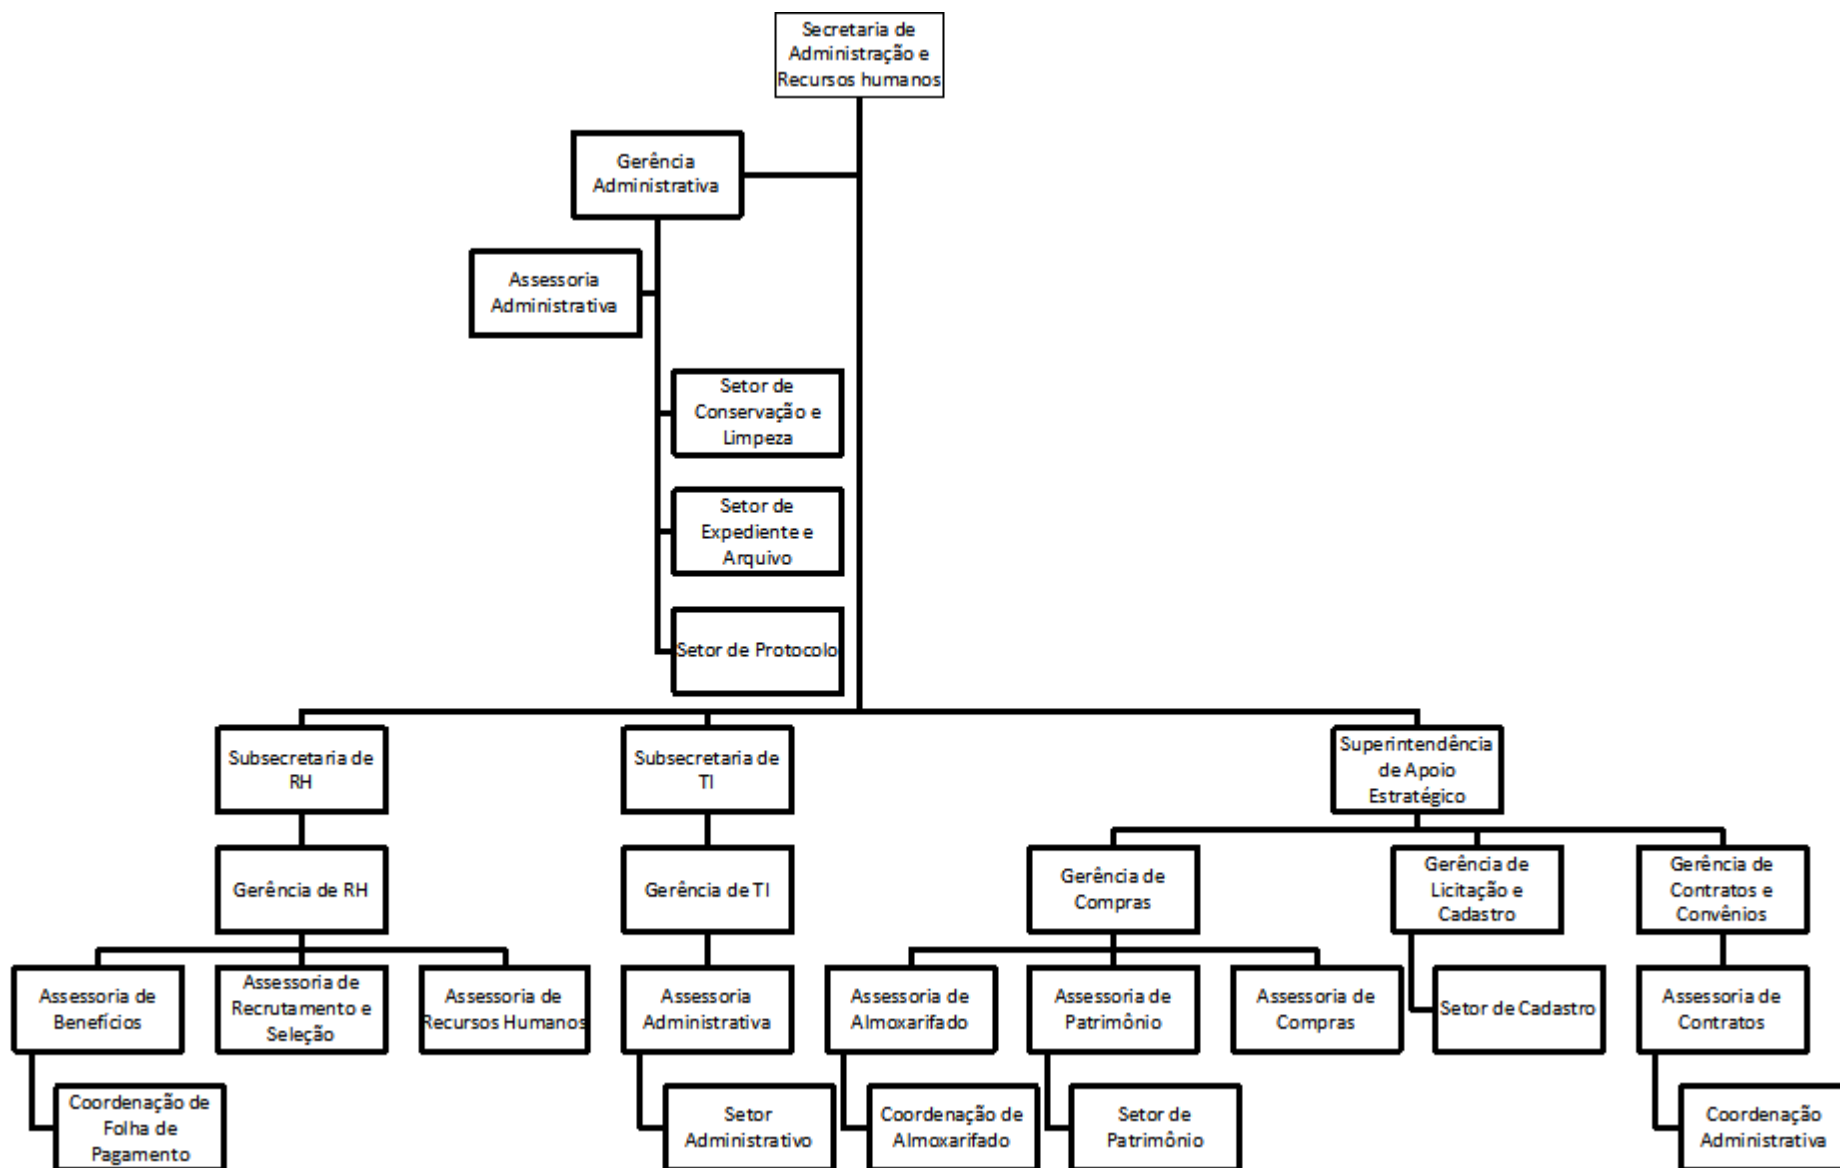 Secretaria de
Administração e
Recursos humanos
Gerência
Administrativa
Assessoria
Administrativa
Setor de
Conservação e
Limpeza
Setor de
Expediente e
Arquivo
Setor de Protocolo
Subsecretaria de
RH
Subsecretaria de
TI
Superintendência
de Apoio
Estratégico
Gerência de RH
Gerência de TI
Gerência de
Compras
Gerência de
Licitação e
Cadastro
Gerência de
Contratos e
Convênios
Assessoria de
Benefícios
Assessoria de
Recrutamento e
Seleção
Assessoria de
Recursos Humanos
Assessoria
Administrativa
Assessoria de
Almoxarifado
Assessoria de
Patrimônio
Assessoria de
Compras
Setor de Cadastro
Assessoria de
Contratos
Coordenação de
Folha de
Pagamento
Setor
Administrativo
Coordenação de
Almoxarifado
Setor de
Patrimônio
Coordenação
Administrativa